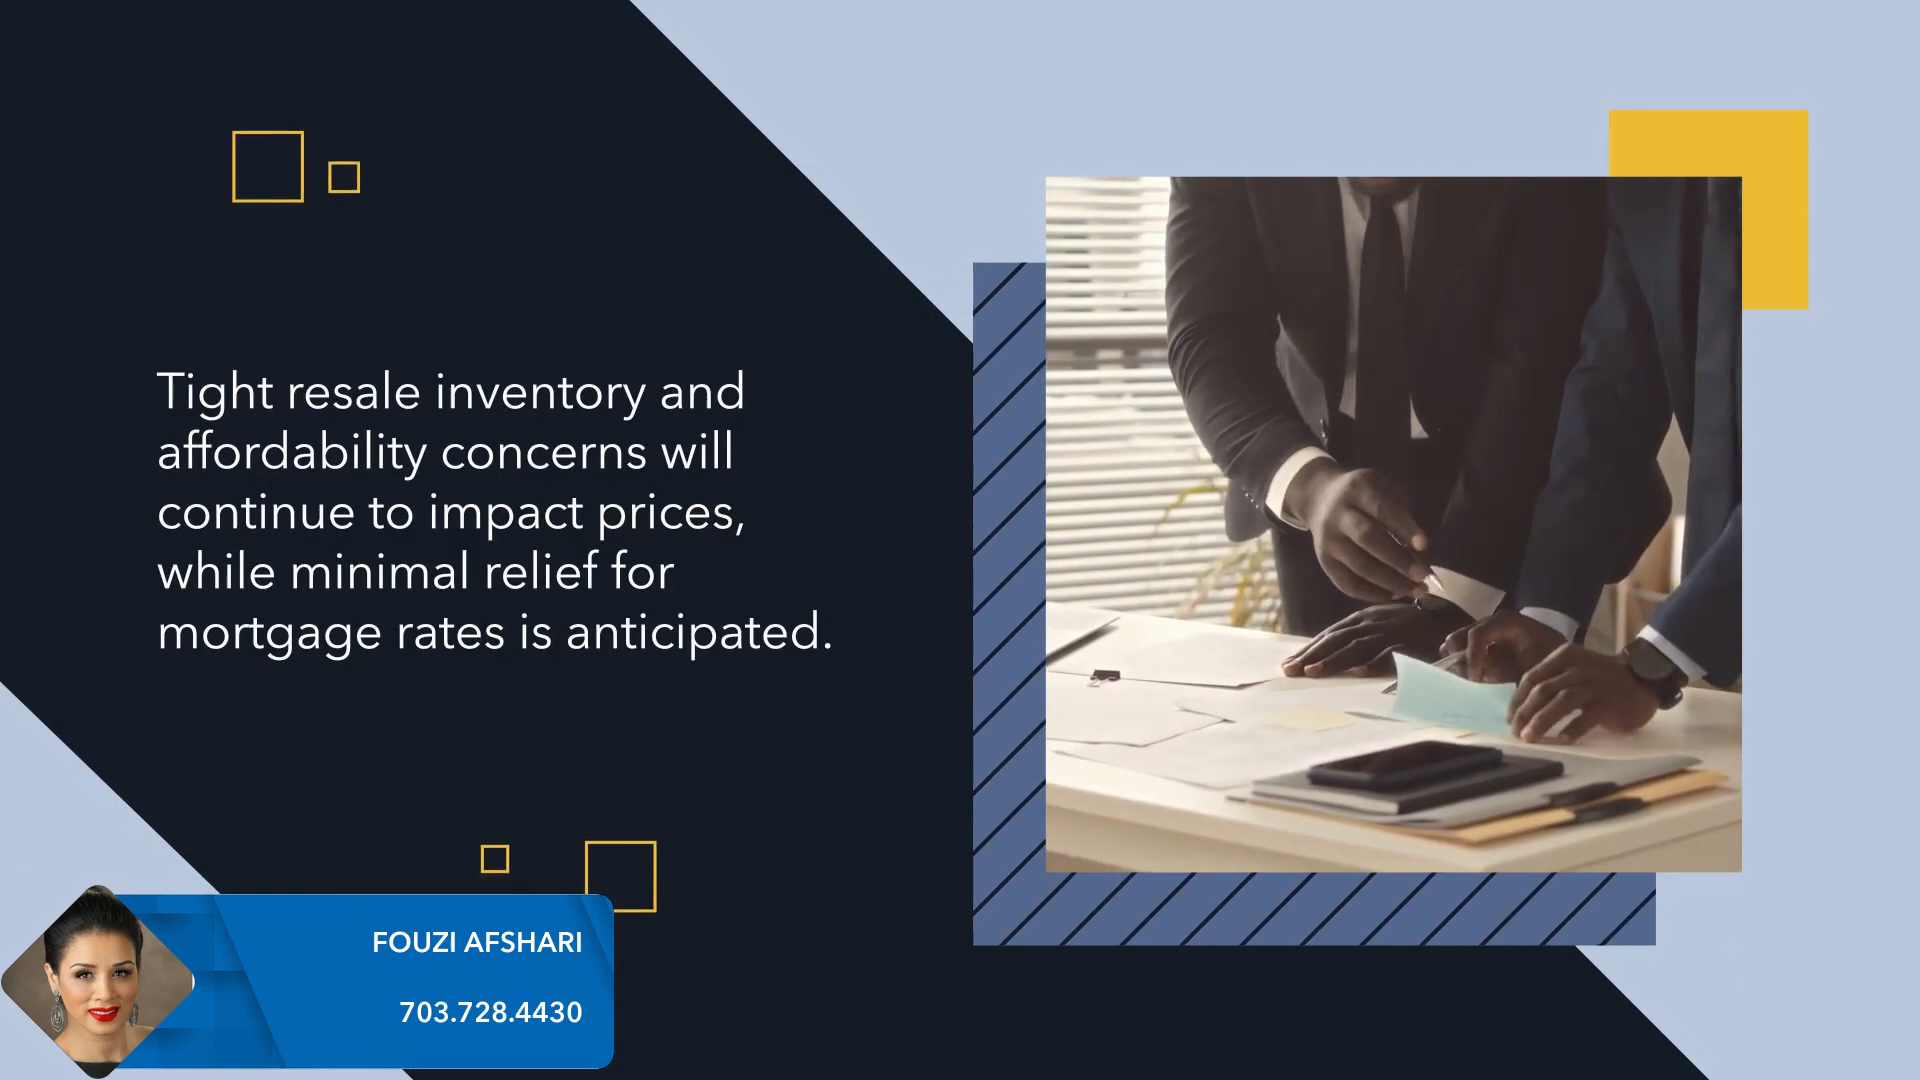 Tight resale inventory and
affordability concerns will
continue to impact prices,
while minimal relief for
mortgage rates is anticipated.
FOUZI AFSHARI
703.728.4430